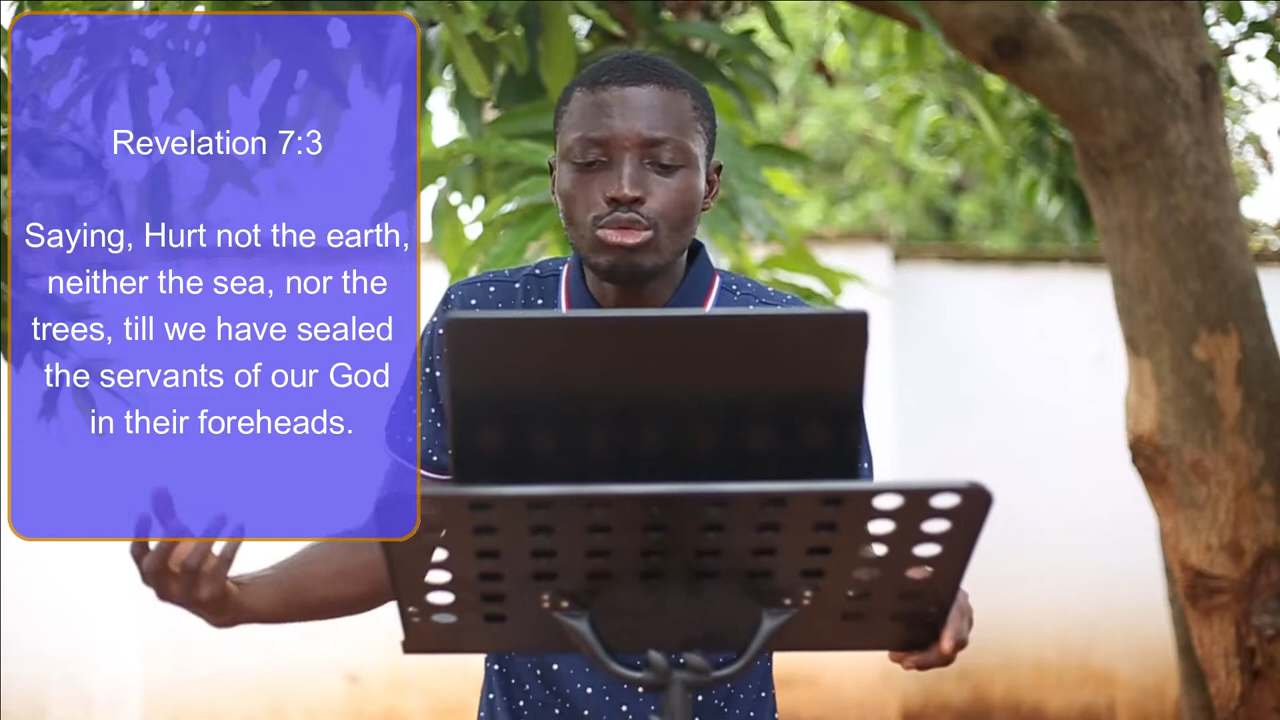 Revelation 7:3
Saying, Hurt not the earth,
neither the sea, nor the
trees, till we have sealed
the servants of our God
in their foreheads.